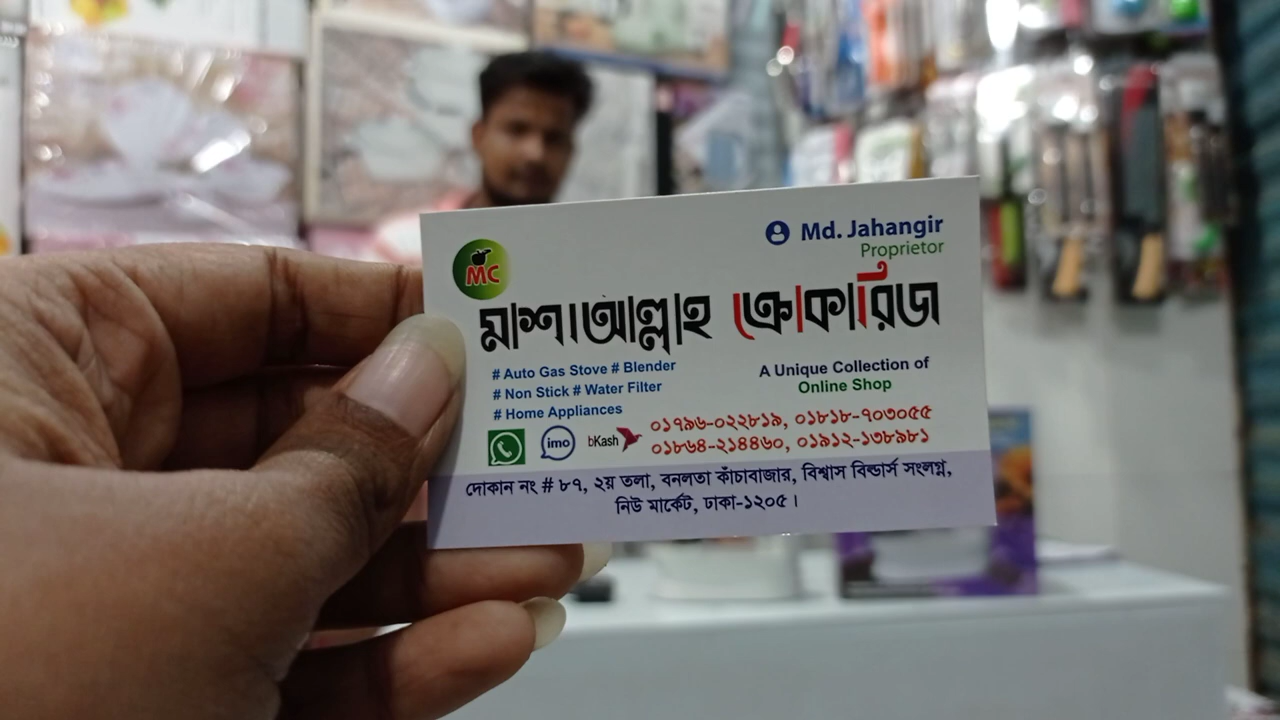 MC
Md. Jahangir
Proprietor
মাশাআল্লাহ ক্রোকারিজ
# Auto Gas Stove # Blender
# Non Stick # Water Filter
# Home Appliances
A Unique Collection of
Online Shop
imo
bKash
০১৭৯৬-০২২৮১৯, ০১৮১৮-৭০৩০৫৫
০১৮৬৪-২১৪৪৬০, ০১৯১২-১৩৮৯৮১
দোকান নং # ৮৭, ২য় তলা, বনলতা কাঁচাবাজার, বিশ্বাস বিল্ডার্স সংলগ্ন,
নিউ মার্কেট, ঢাকা-১২০৫।